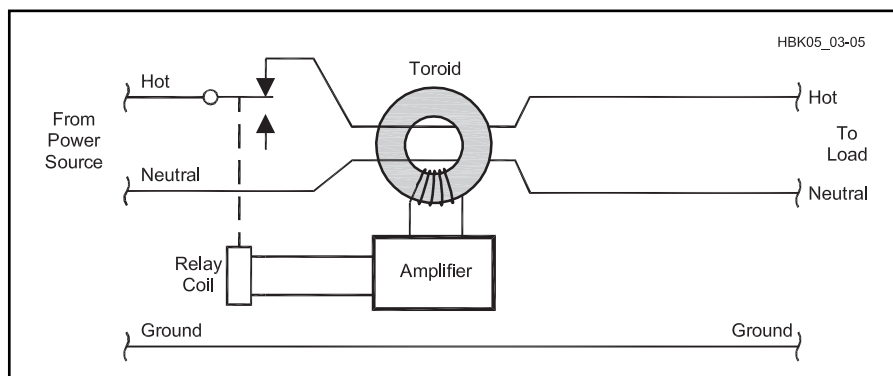 HBK05_03-05
Toroid
Hot
Hot
From
Power
Source
To
Load
Neutral
Neutral
Relay
Coil
Amplifier
Ground
Ground